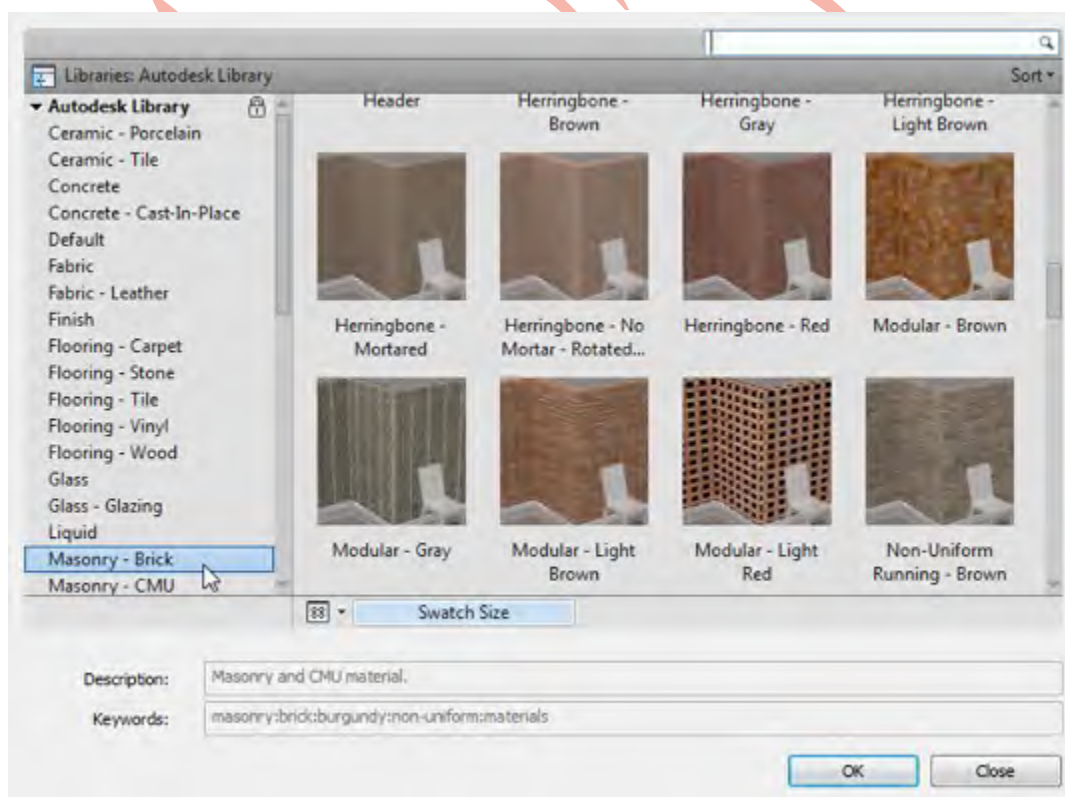 Libraries: Autodesk Library
Sort
Autodesk Library
Ceramic - Porcelain
Ceramic - Tile
Concrete
Concrete - Cast-In-Place
Default
Fabric
Fabric - Leather
Finish
Flooring - Carpet
Flooring - Stone
Flooring - Tile
Flooring - Vinyl
Flooring - Wood
Glass
Glass - Glazing
Liquid
Masonry - Brick
Masonry - CMU
Header
Herringbone -
Brown
Herringbone -
Gray
Herringbone -
Light Brown
Herringbone -
Mortared
Herringbone - No
Mortar - Rotated...
Herringbone - Red
Modular - Brown
Modular - Gray
Modular - Light
Brown
Modular - Light
Red
Non-Uniform
Running - Brown
Swatch Size
Description:
Masonry and CMU material.
Keywords:
masonry:brick:burgundy:non-uniform:materials
OK
Close